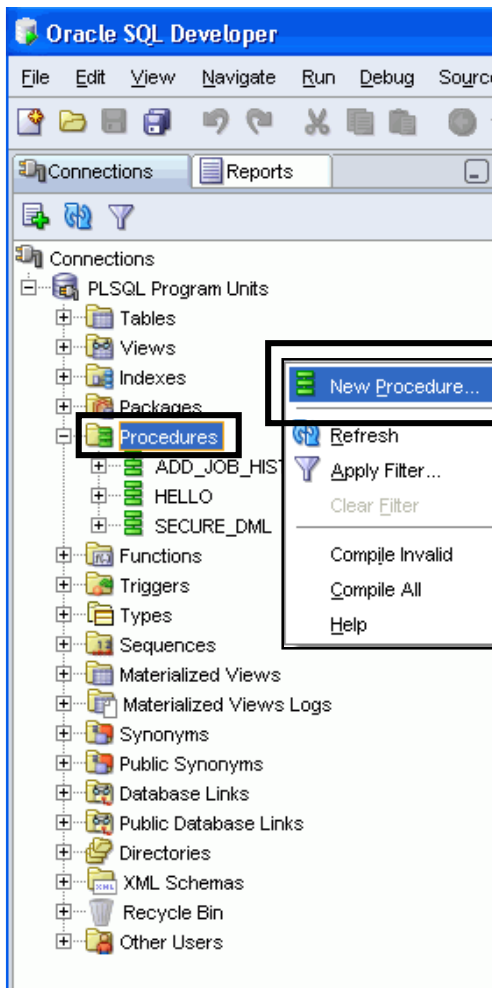 Oracle SQL Developer
File Edit View Navigate Run Debug Sourc
Connections Reports
Connections
PLSQL Program Units
Tables
Views
Indexes
Packages
Procedures
ADD_JOB_HIST
HELLO
SECURE_DML
Functions
Triggers
Types
Sequences
Materialized Views
Materialized Views Logs
Synonyms
Public Synonyms
Database Links
Public Database Links
Directories
XML Schemas
Recycle Bin
Other Users
New Procedure...
Refresh
Apply Filter...
Clear Filter
Compile Invalid
Compile All
Help